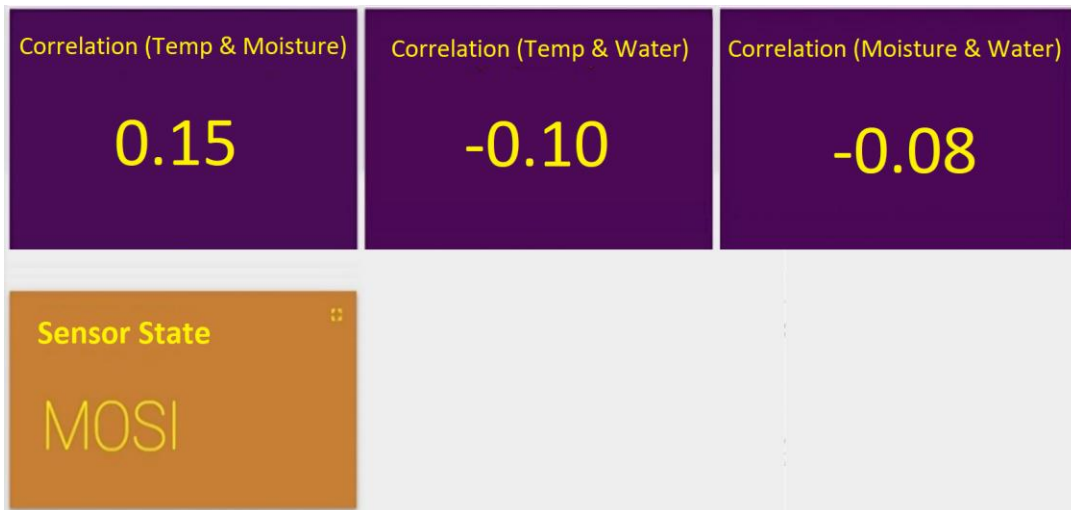 Correlation (Temp & Moisture)
0.15
Correlation (Temp & Water)
-0.10
Correlation (Moisture & Water)
-0.08
Sensor State
MOSI